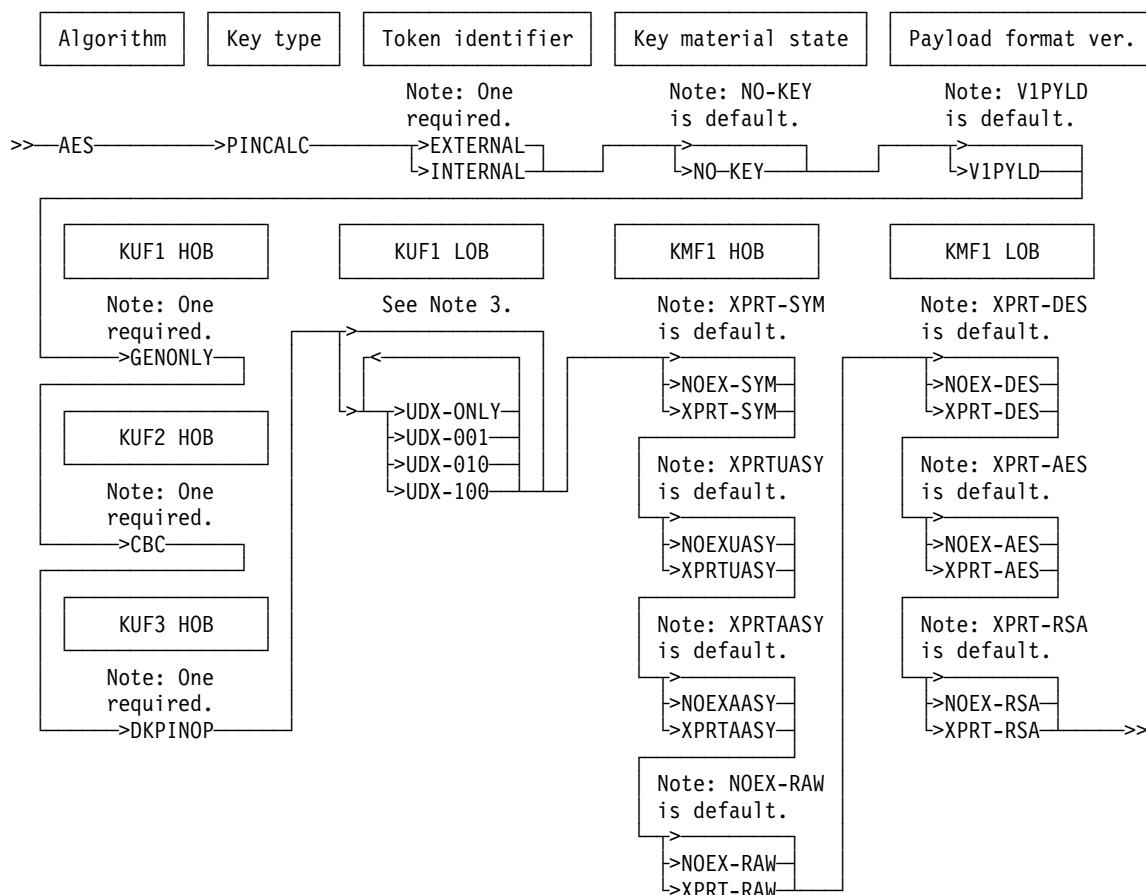 Algorithm Key type Token identifier Key material state Payload format ver.
Note: One Note: NO-KEY Note: V1PYLD
required. is default. is default.
>>—AES >PINCALC >EXTERNAL > >
>INTERNAL >NO-KEY >V1PYLD
KUF1 HOB KUF1 LOB KMF1 HOB KMF1 LOB
Note: One See Note 3. Note: XPRT-SYM Note: XPRT-DES
required. > is default. is default.
>GENONLY < > >
>NOEX-SYM >NOEX-DES
> >UDX-ONLY >XPRT-SYM >XPRT-DES
KUF2 HOB >UDX-001
>UDX-010 Note: XPRTUASY Note: XPRT-AES
Note: One >UDX-100 is default. is default.
required. > >
>CBC >NOEXUASY >NOEX-AES
>XPRTUASY >XPRT-AES
KUF3 HOB Note: XPRTAASY Note: XPRT-RSA
is default. is default.
Note: One > >
required. >NOEXAASY >NOEX-RSA
>DKPINOP >XPRTAASY >XPRT-RSA >>
Note: NOEX-RAW
is default.
>
>NOEX-RAW
>XPRT-RAW